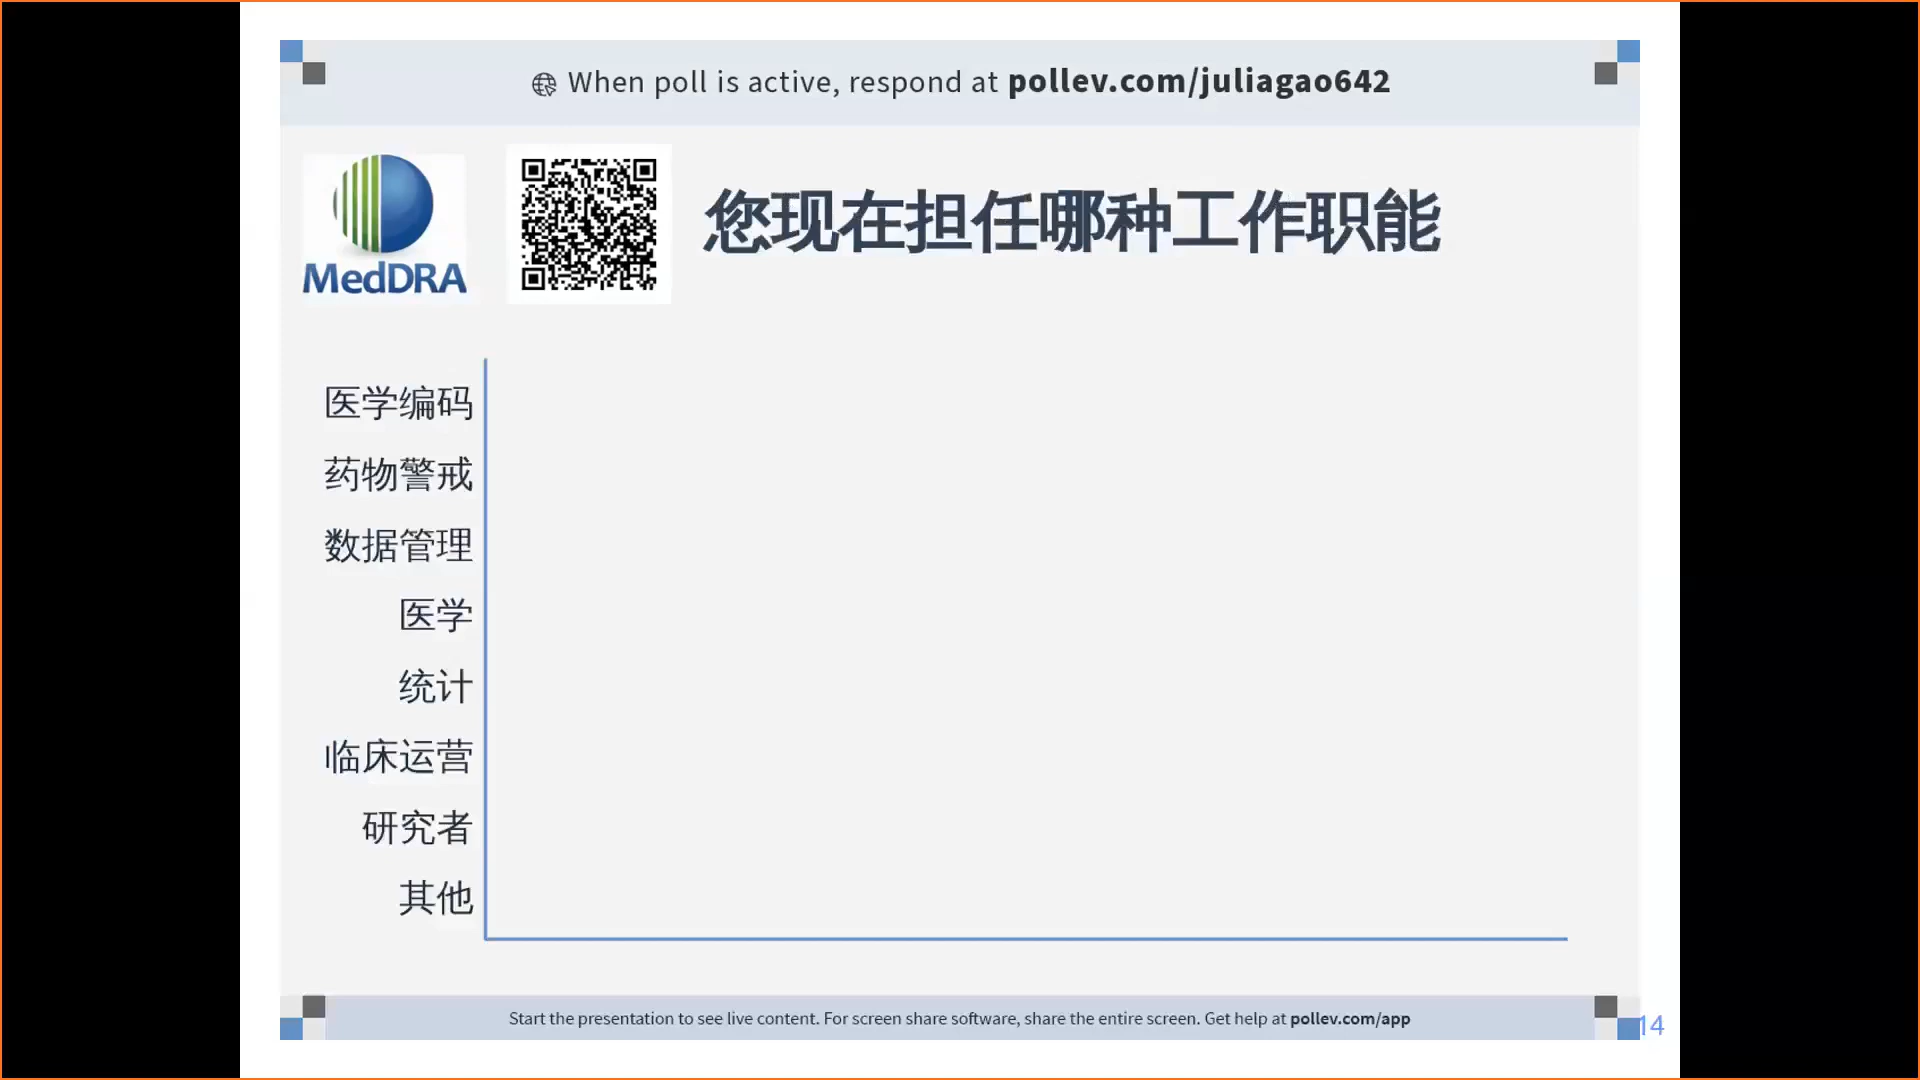 When poll is active, respond at pollev.com/juliagao642
MedDRA
您现在担任哪种工作职能
医学编码
药物警戒
数据管理
医学
统计
临床运营
研究者
其他
Start the presentation to see live content. For screen share software, share the entire screen. Get help at pollev.com/app
14